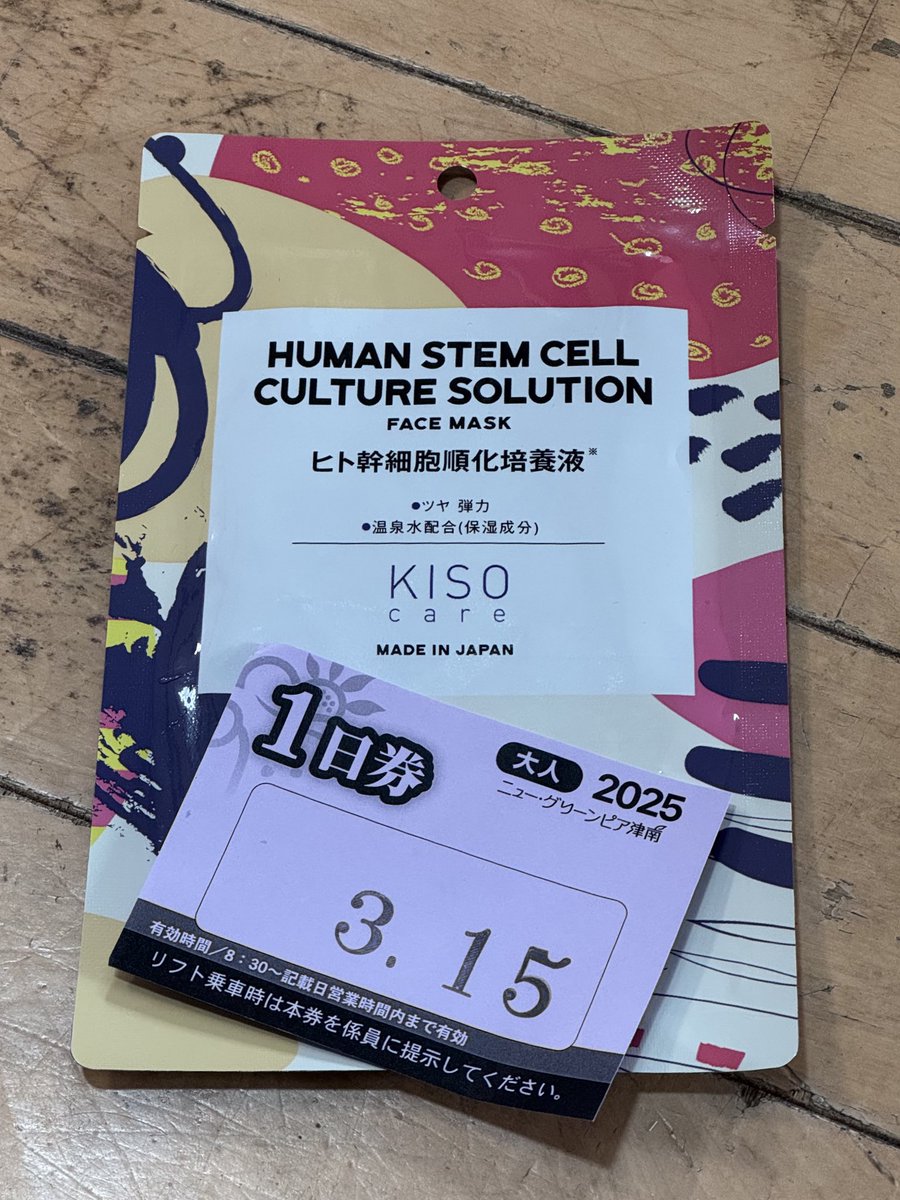 HUMAN STEM CELL
CULTURE SOLUTION
FACE MASK
ヒト幹細胞順化培養液※
●ツヤ 弾力
●温泉水配合(保湿成分)
KISO
care
MADE IN JAPAN
1日券
大人 2025
ニュー・グリーンピア津南
3. 15
有効時間/8:30〜記載日営業時間内まで有効
リフト乗車時は本券を係員に提示してください。